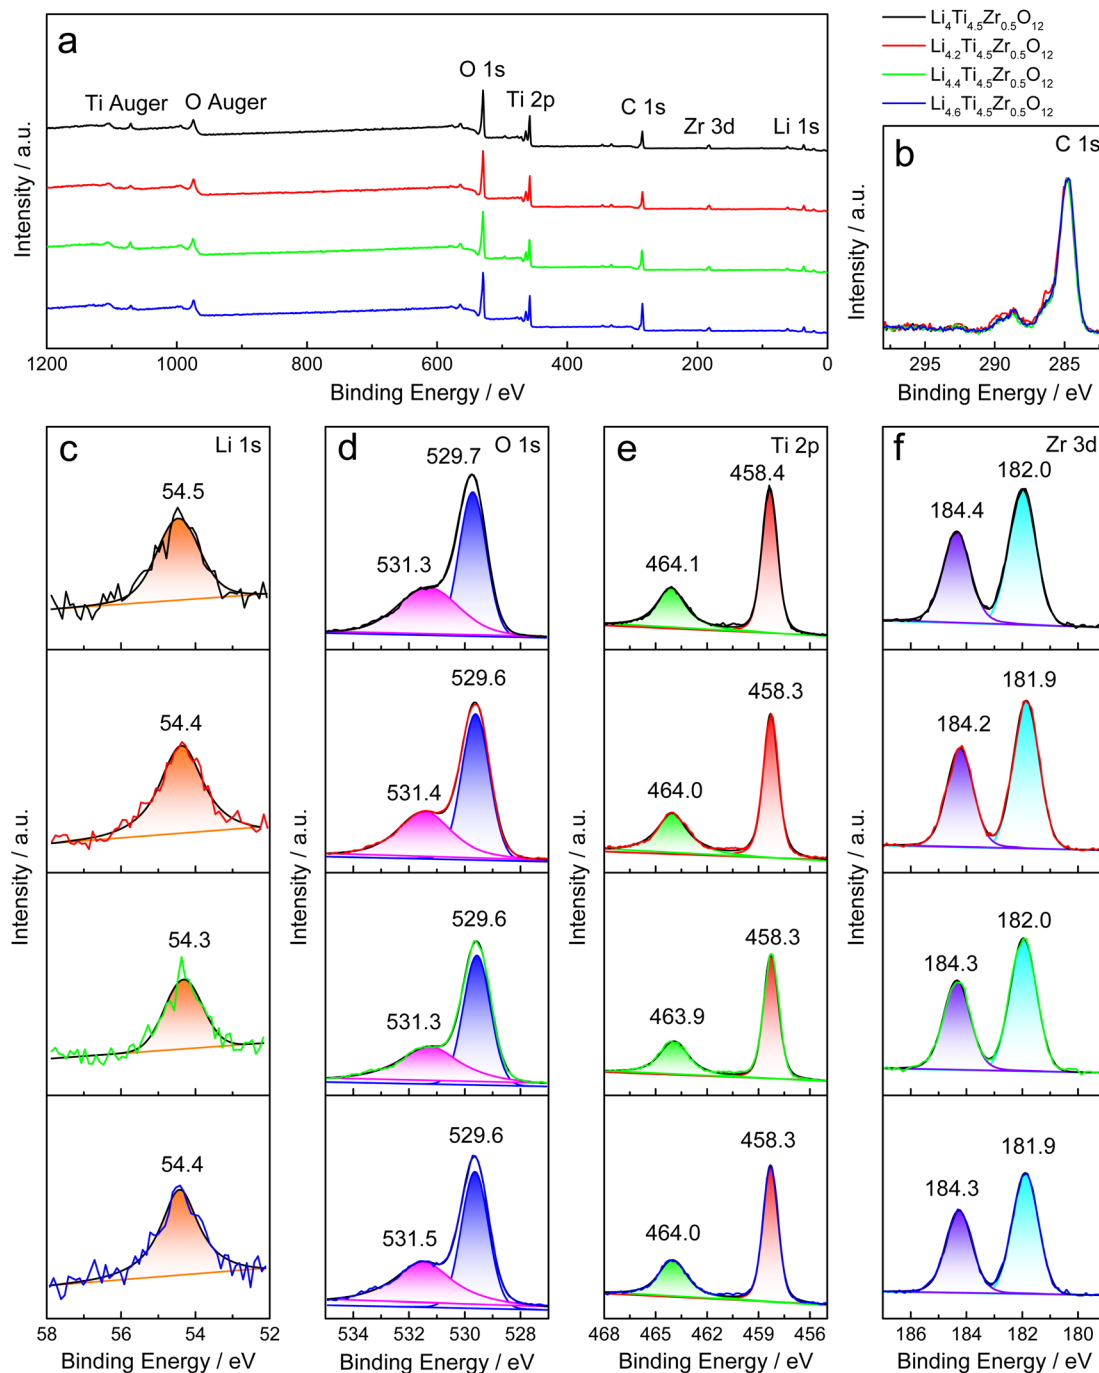 Li4Ti4.5Zr0.5O12
Li4.2Ti4.5Zr0.5O12
Li4.4Ti4.5Zr0.5O12
Li4.6Ti4.5Zr0.5O12
a
Ti Auger
O Auger
O 1s
Ti 2p
C 1s
Zr 3d
Li 1s
Intensity / a.u.
1200 1000 800 600 400 200 0
Binding Energy / eV
b
C 1s
Intensity / a.u.
295 290 285
Binding Energy / eV
c
Li 1s
54.5
54.4
54.3
54.4
Intensity / a.u.
Intensity / a.u.
58 56 54 52
Binding Energy / eV
d
O 1s
529.7
531.3
529.6
531.4
529.6
531.3
529.6
531.5
Intensity / a.u.
Intensity / a.u.
534 532 530 528
Binding Energy / eV
e
Ti 2p
458.4
464.1
458.3
464.0
458.3
463.9
458.3
464.0
Intensity / a.u.
Intensity / a.u.
468 465 462 459 456
Binding Energy / eV
f
Zr 3d
182.0
184.4
181.9
184.2
182.0
184.3
181.9
184.3
Intensity / a.u.
Intensity / a.u.
186 184 182 180
Binding Energy / eV